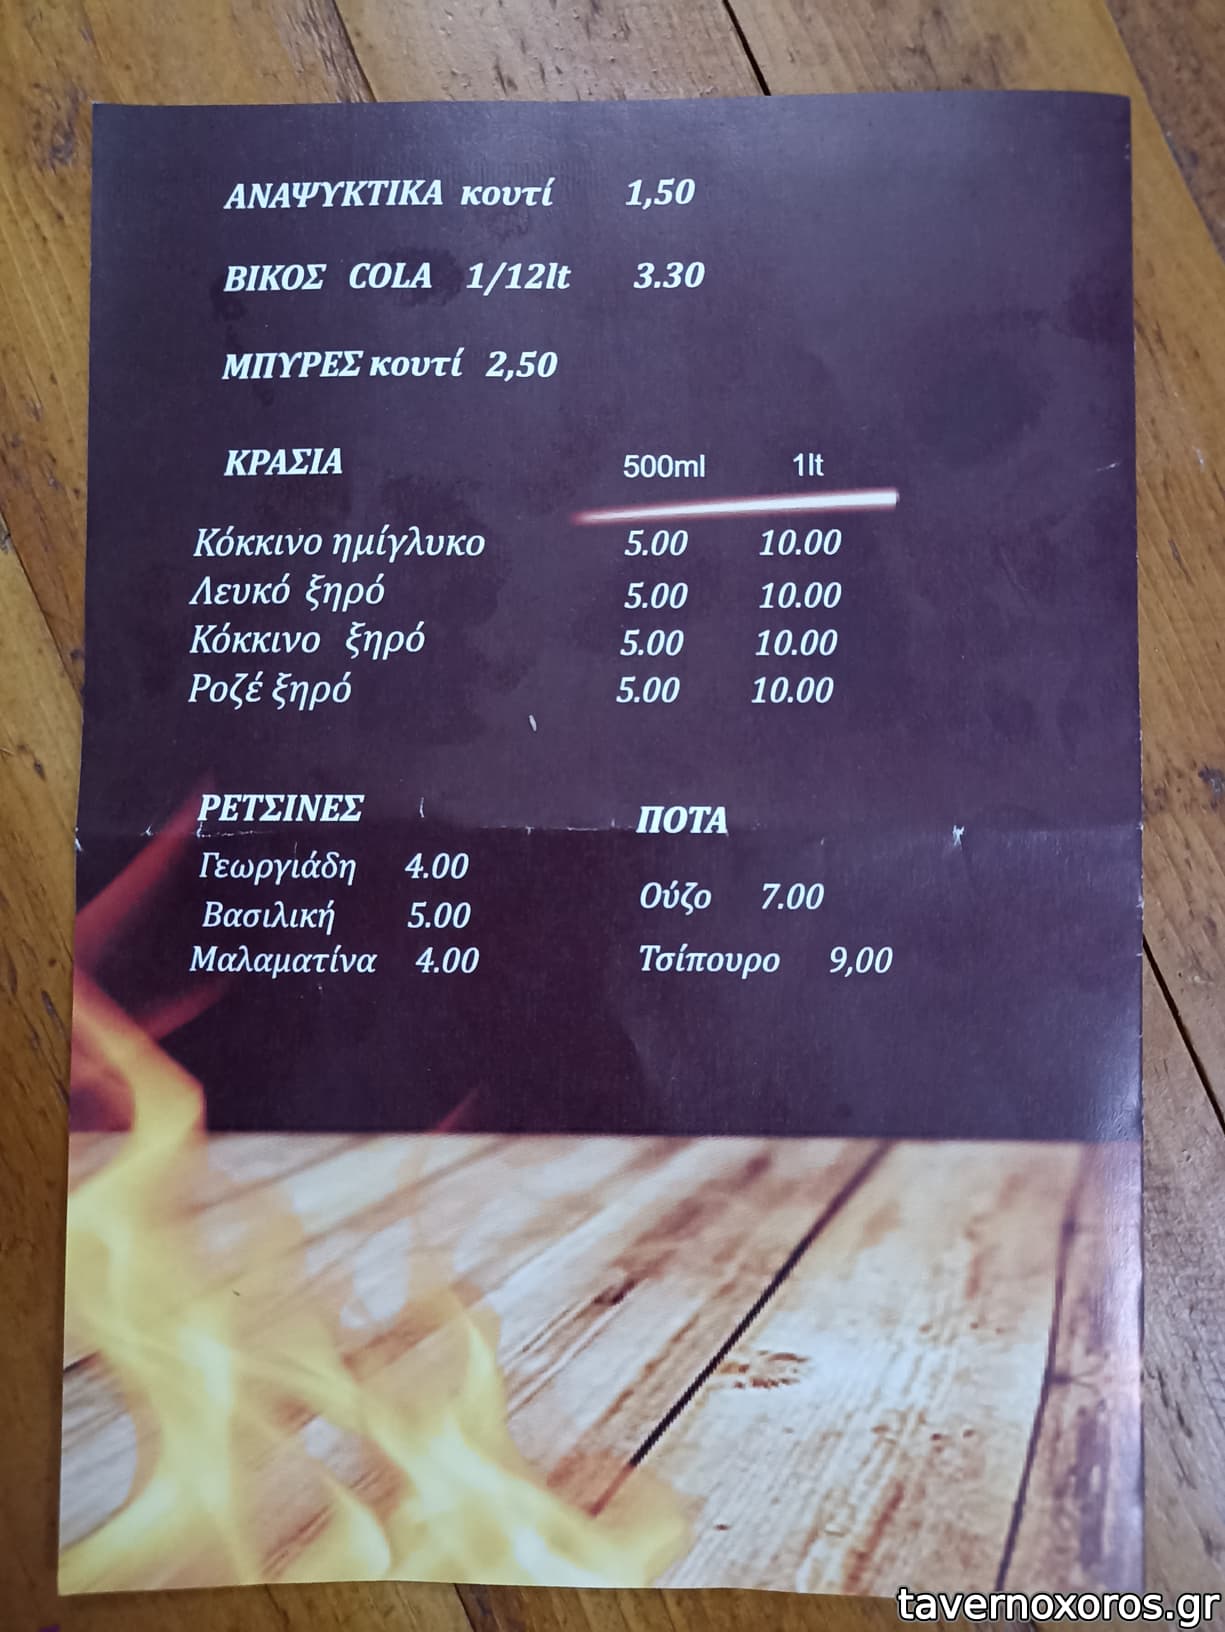 ΑΝΑΨΥΚΤΙΚΑ κουτί 1,50
ΒΙΚΟΣ COLA 1/12lt 3.30
ΜΠΥΡΕΣ κουτί 2,50
ΚΡΑΣΙΑ 500ml 1lt
Κόκκινο ημίγλυκο 5.00 10.00
Λευκό ξηρό 5.00 10.00
Κόκκινο ξηρό 5.00 10.00
Ροζέ ξηρό 5.00 10.00
ΡΕΤΣΙΝΕΣ
Γεωργιάδη 4.00
Βασιλική 5.00
Μαλαματίνα 4.00
ΠΟΤΑ
Ούζο 7.00
Τσίπουρο 9,00
tavernoxoros.gr